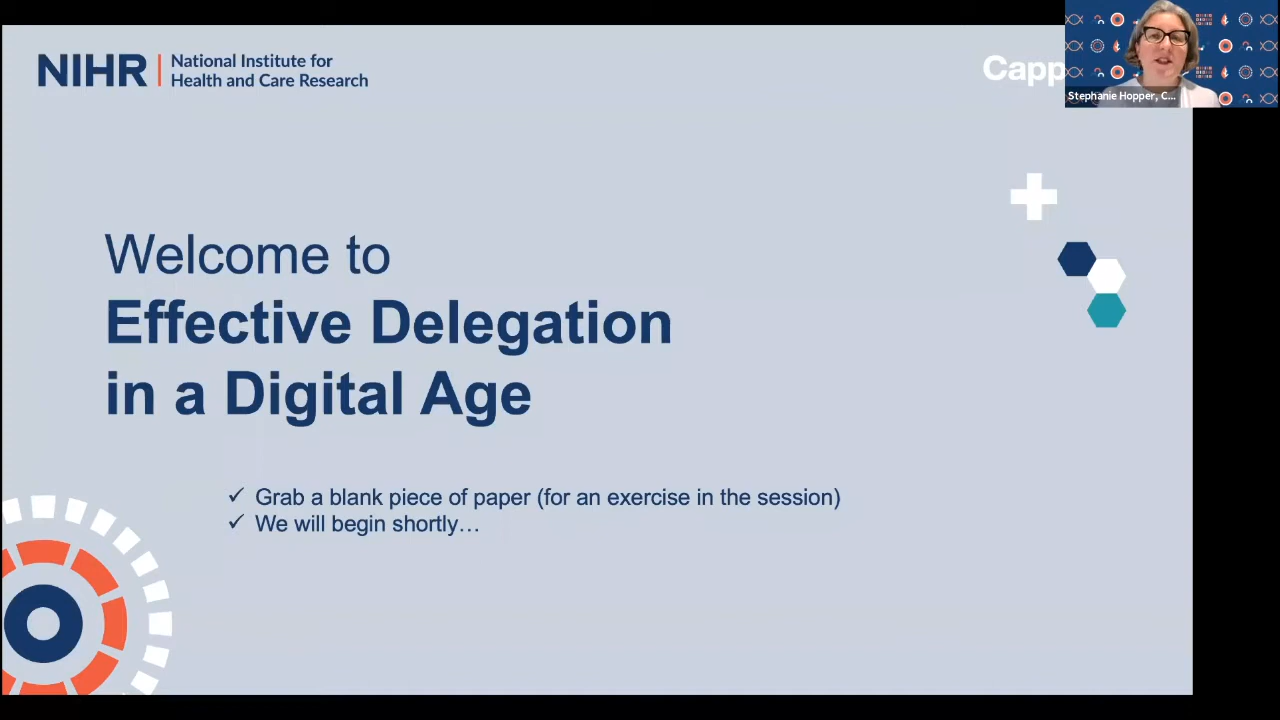 NIHR | National Institute for
Health and Care Research
Capp
Stephanie Hopper, C...
Welcome to
Effective Delegation
in a Digital Age
✓ Grab a blank piece of paper (for an exercise in the session)
✓ We will begin shortly…